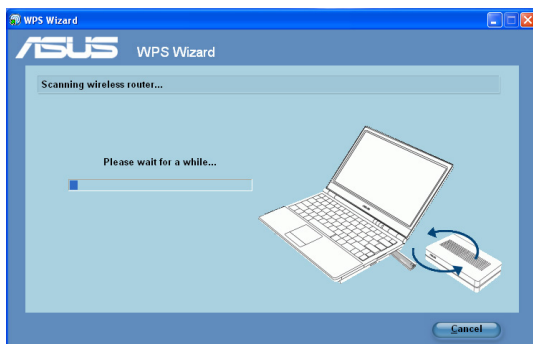 WPS Wizard
ASUS WPS Wizard
Scanning wireless router...
Please wait for a while...
Cancel